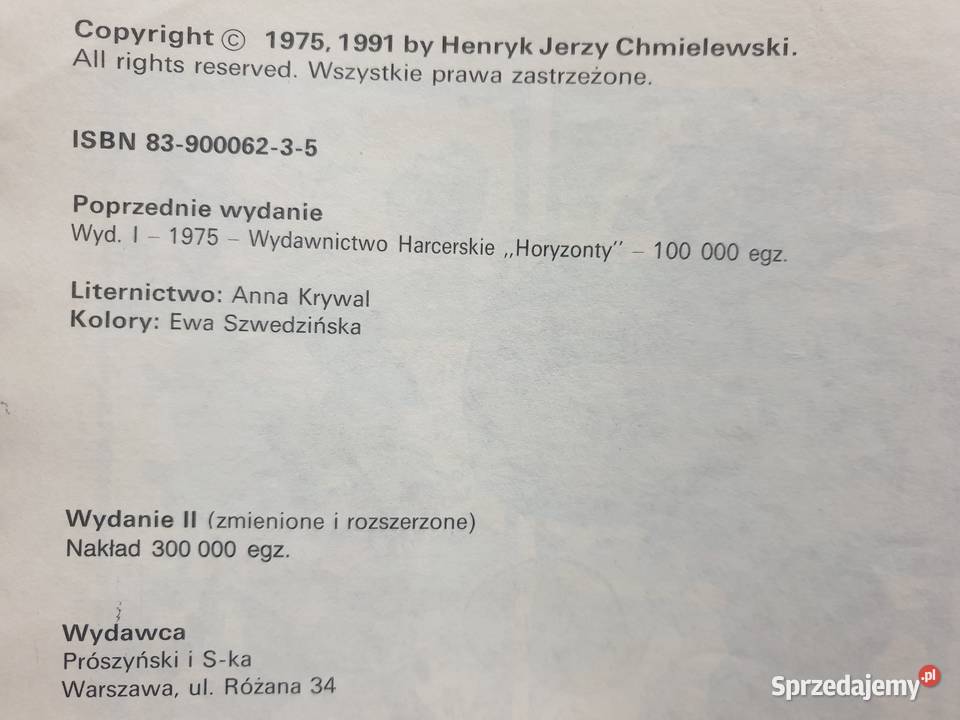 Copyright © 1975, 1991 by Henryk Jerzy Chmielewski.
All rights reserved. Wszystkie prawa zastrzeżone.
ISBN 83-900062-3-5
Poprzednie wydanie
Wyd. I – 1975 – Wydawnictwo Harcerskie „Horyzonty” – 100 000 egz.
Liternictwo: Anna Krywal
Kolory: Ewa Szwedzińska
Wydanie II (zmienione i rozszerzone)
Nakład 300 000 egz.
Wydawca
Prószyński i S-ka
Warszawa, ul. Różana 34
Sprzedajemy.pl